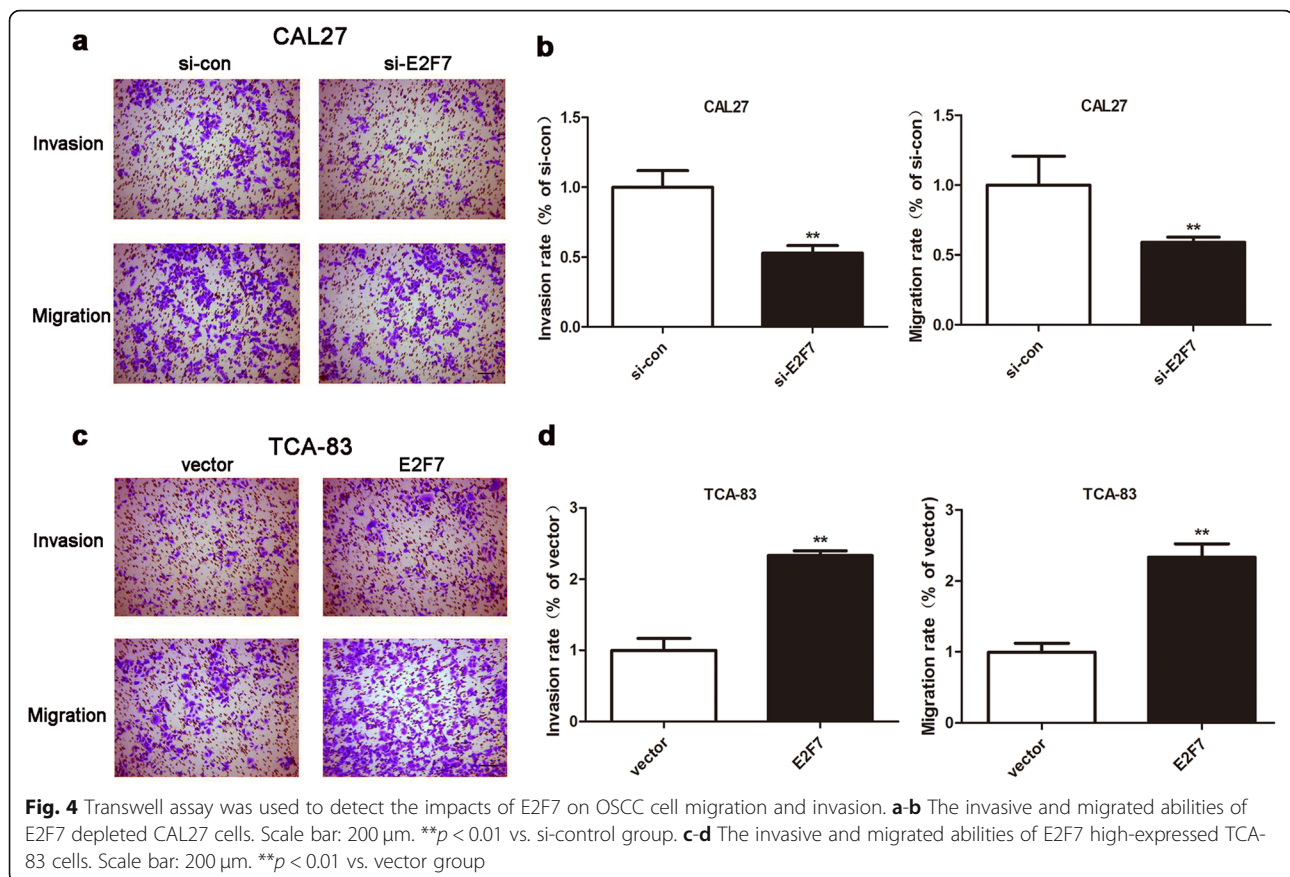 a
CAL27
si-con
si-E2F7
Invasion
Migration
b
CAL27
Invasion rate (% of si-con)
1.5
1.0
0.5
0.0
si-con
si-E2F7
**
CAL27
Migration rate (% of si-con)
1.5
1.0
0.5
0.0
si-con
si-E2F7
**
c
TCA-83
vector
E2F7
Invasion
Migration
d
TCA-83
Invasion rate (% of vector)
3
2
1
0
vector
E2F7
**
TCA-83
Migration rate (% of vector)
3
2
1
0
vector
E2F7
**
Fig. 4 Transwell assay was used to detect the impacts of E2F7 on OSCC cell migration and invasion. a-b The invasive and migrated abilities of
E2F7 depleted CAL27 cells. Scale bar: 200 μm. **p < 0.01 vs. si-control group. c-d The invasive and migrated abilities of E2F7 high-expressed TCA-
83 cells. Scale bar: 200 μm. **p < 0.01 vs. vector group